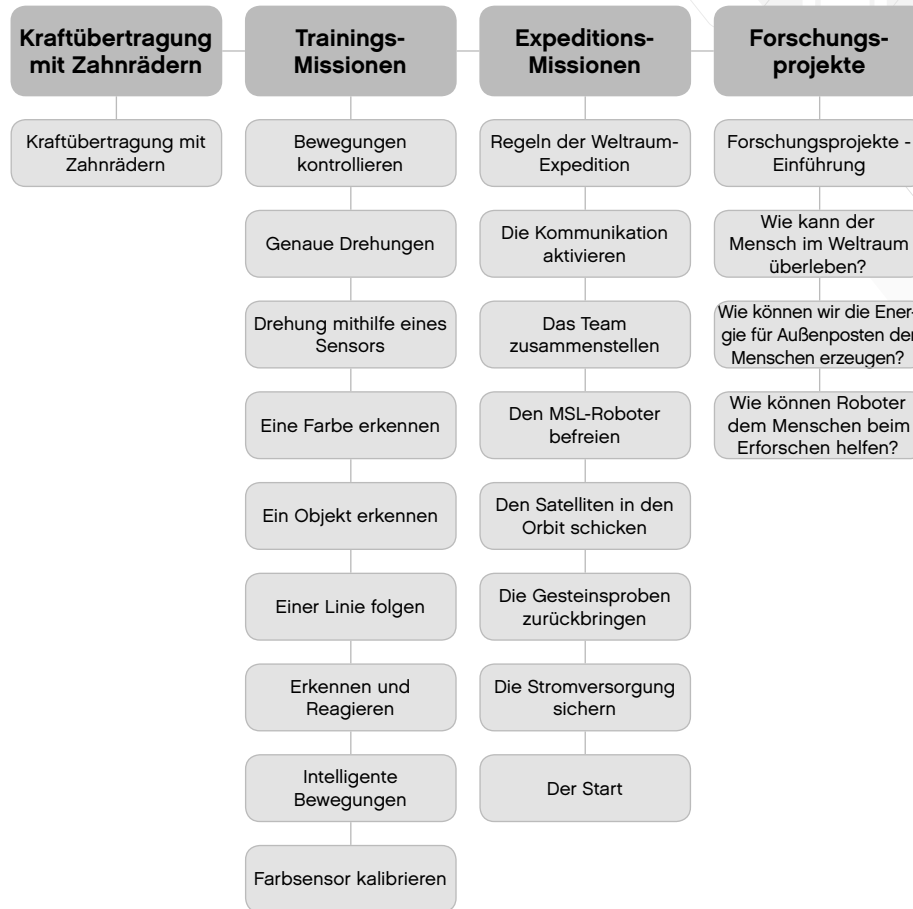 Kraftübertragung
mit Zahnrädern
Kraftübertragung mit
Zahnrädern
Trainings-
Missionen
Bewegungen
kontrollieren
Genaue Drehungen
Drehung mithilfe eines
Sensors
Eine Farbe erkennen
Ein Objekt erkennen
Einer Linie folgen
Erkennen und
Reagieren
Intelligente
Bewegungen
Farbsensor kalibrieren
Expeditions-
Missionen
Regeln der Weltraum-
Expedition
Die Kommunikation
aktivieren
Das Team
zusammenstellen
Den MSL-Roboter
befreien
Den Satelliten in den
Orbit schicken
Die Gesteinsproben
zurückbringen
Die Stromversorgung
sichern
Der Start
Forschungs-
projekte
Forschungsprojekte -
Einführung
Wie kann der
Mensch im Weltraum
überleben?
Wie können wir die Ener-
gie für Außenposten der
Menschen erzeugen?
Wie können Roboter
dem Menschen beim
Erforschen helfen?